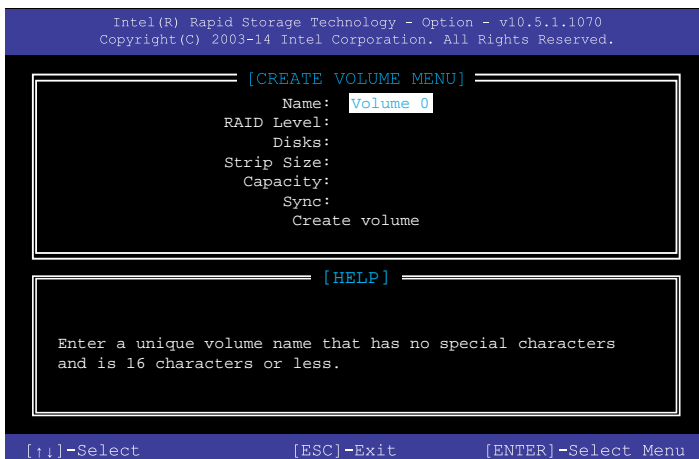 Intel(R) Rapid Storage Technology - Option - v10.5.1.1070
Copyright(C) 2003-14 Intel Corporation. All Rights Reserved.
[CREATE VOLUME MENU]
Name: Volume 0
RAID Level:
Disks:
Strip Size:
Capacity:
Sync:
Create volume
[HELP]
Enter a unique volume name that has no special characters
and is 16 characters or less.
[↑↓]-Select [ESC]-Exit [ENTER]-Select Menu